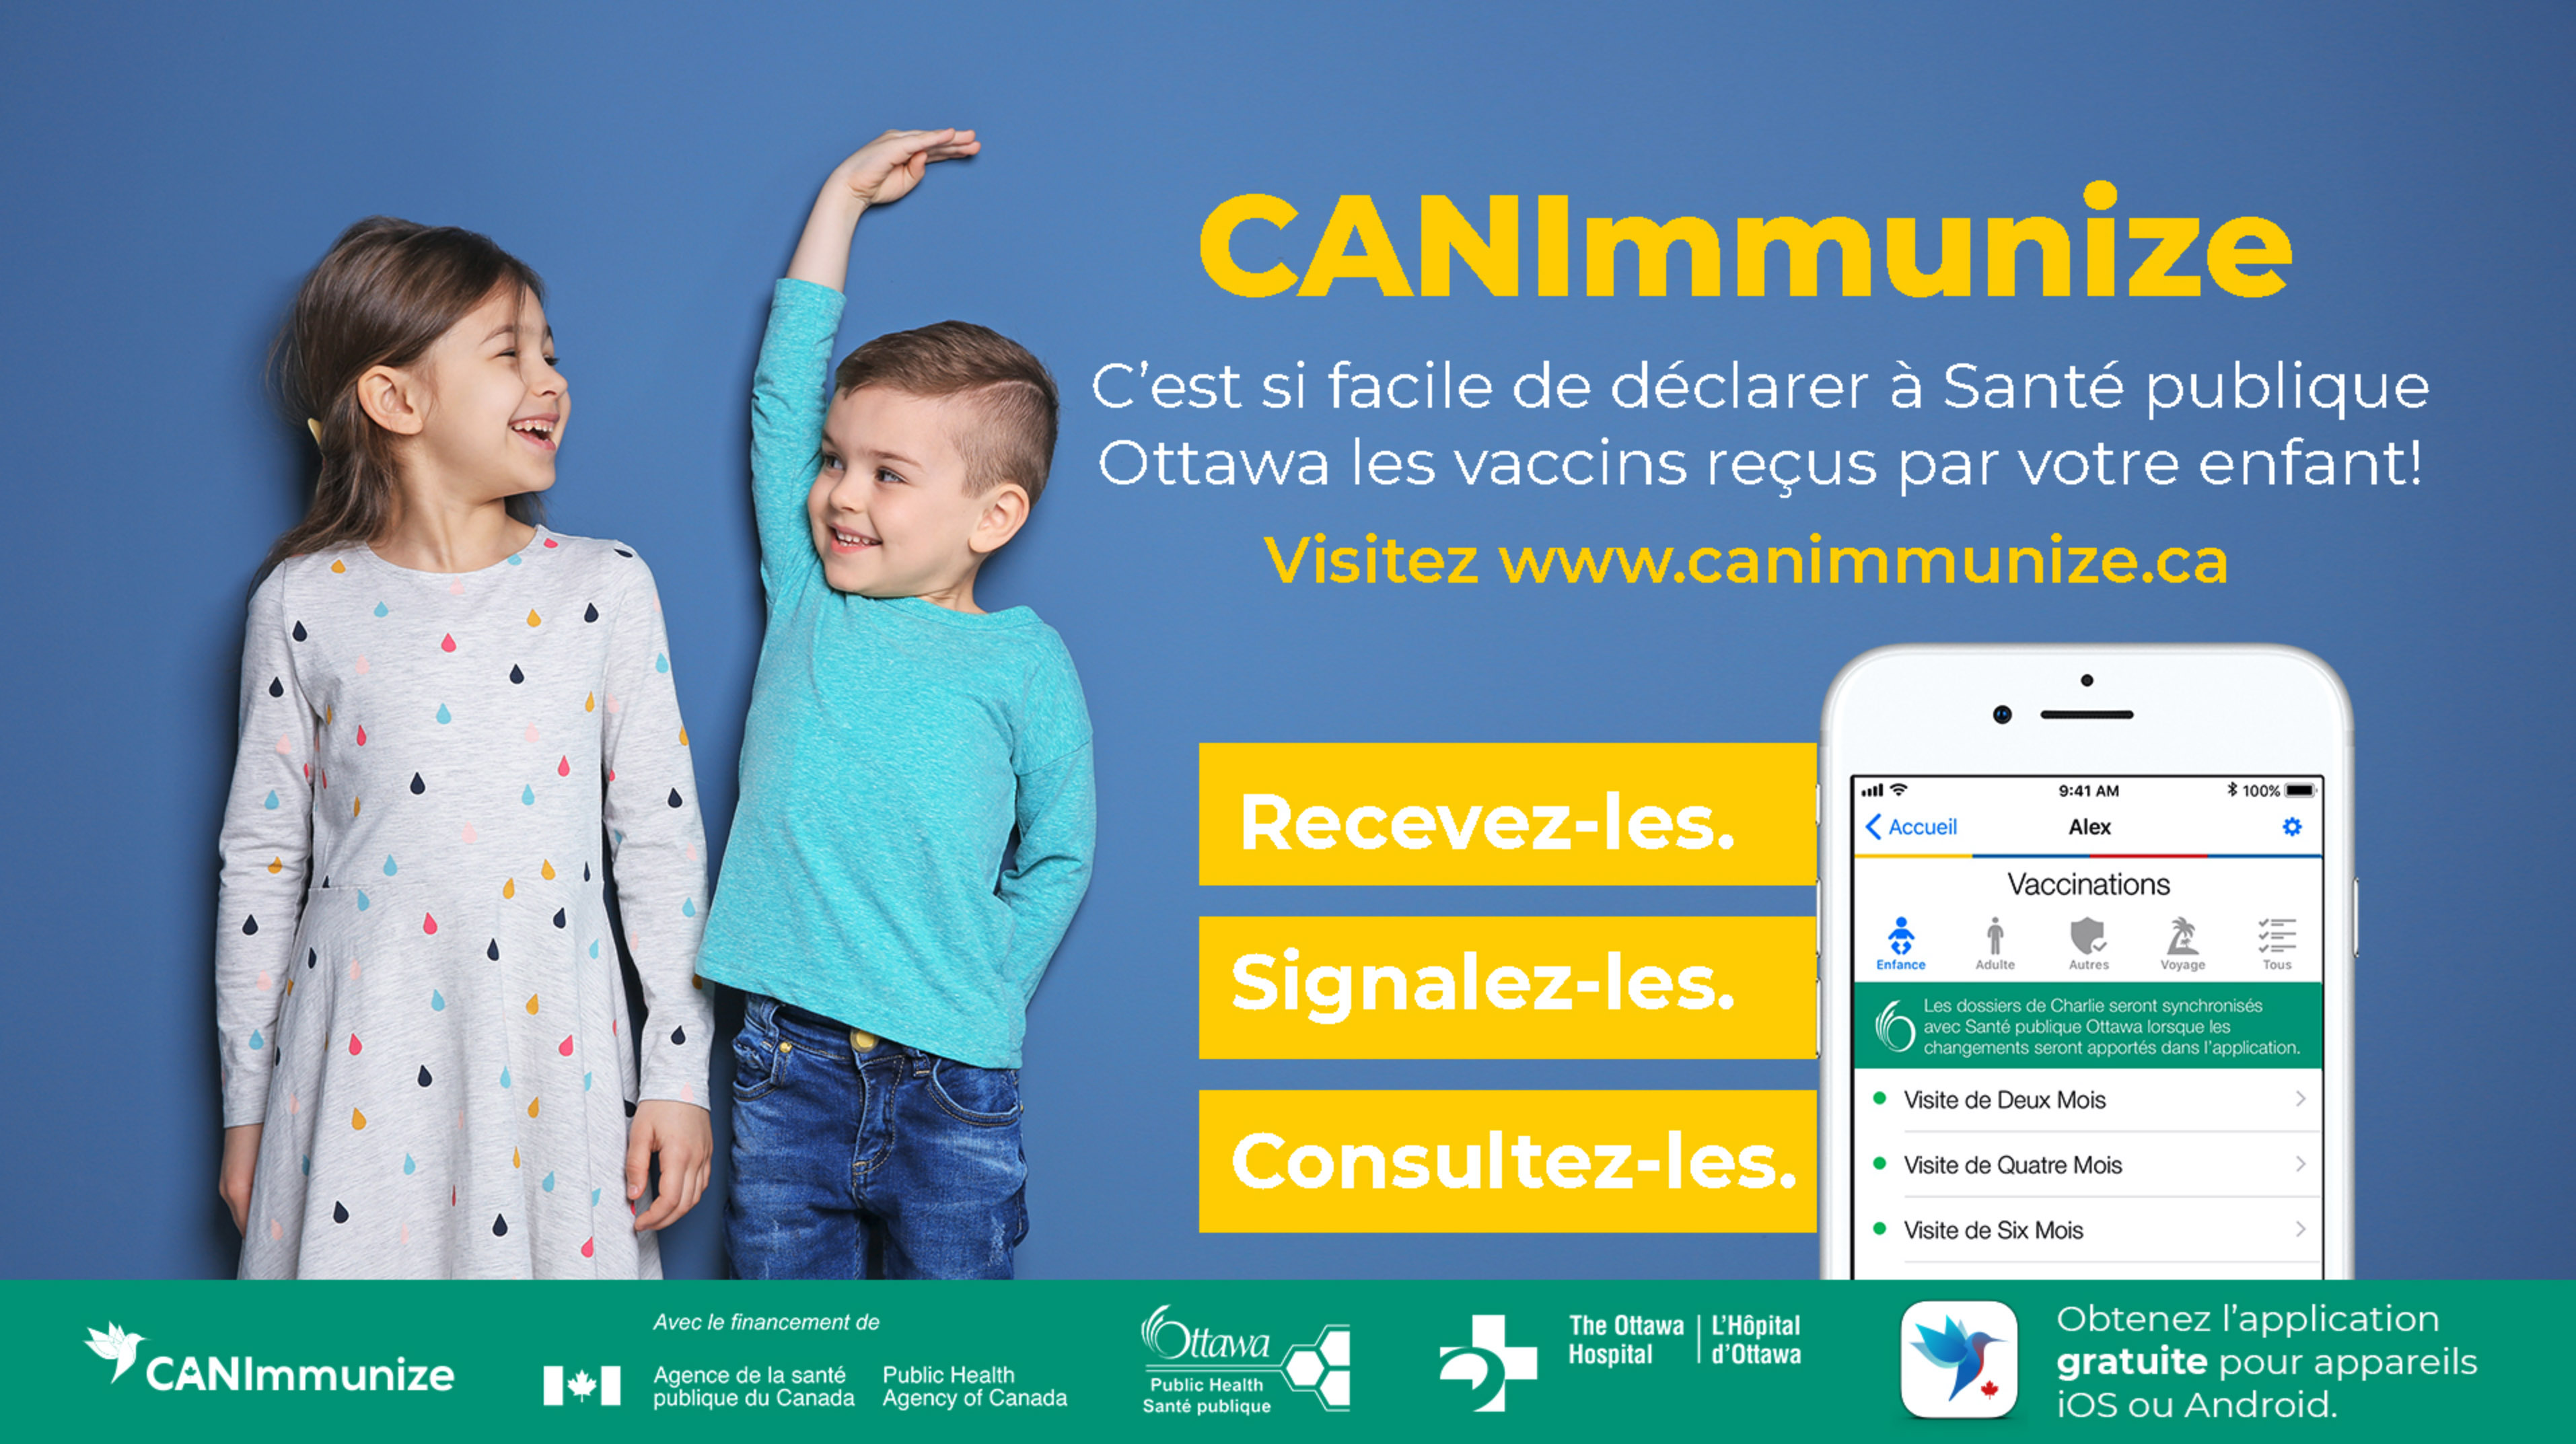 CANImmunize
C'est si facile de déclarer à Santé publique
Ottawa les vaccins reçus par votre enfant!
Visitez www.canimmunize.ca
Recevez-les.
Signalez-les.
Consultez-les.
9:41 AM
100%
Accueil
Alex
Vaccinations
Enfance
Adulte
Autres
Voyage
Tous
Les dossiers de Charlie seront synchronisés
avec Santé publique Ottawa lorsque les
changements seront apportés dans l'application.
Visite de Deux Mois
Visite de Quatre Mois
Visite de Six Mois
CANImmunize
Avec le financement de
Agence de la santé
publique du Canada
Public Health
Agency of Canada
Ottawa
Public Health
Santé publique
The Ottawa
Hospital
L'Hôpital
d'Ottawa
Obtenez l'application
gratuite pour appareils
iOS ou Android.